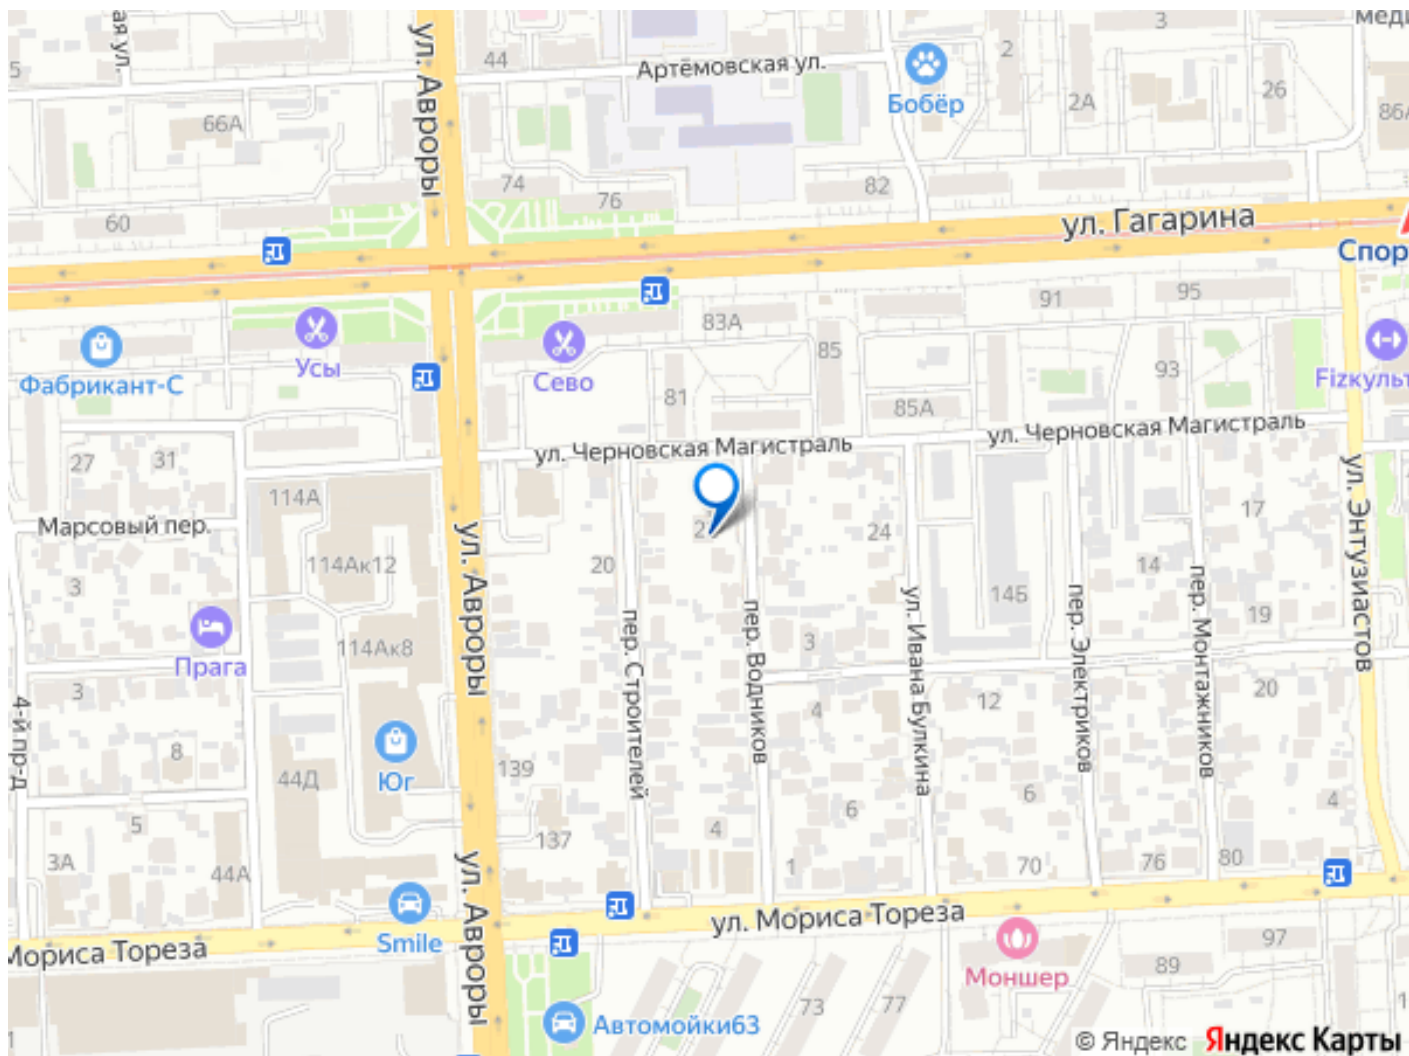 меди
3
ул. Авроры
44
Артёмовская ул.
2
5
Бобёр
2А
26
86А
66А
74
76
82
60
ул. Гагарина
Спор
91
95
83А
85
Усы
Сево
Фабрикант-С
93
Fizкульт
81
85А
ул. Черновская Магистраль
ул. Черновская Магистраль
27
31
114А
17
ул. Энтузиастов
Марсовый пер.
ул. Авроры
24
114Ак12
20
14
145
3
ул. Ивана Булкина
пер. Электриков
пер. Монтажников
19
пер. Строителей
пер. Водников
3
Прага
114Ак8
3
4-й пр-д
4
12
20
8
44Д
Юг
139
6
6
4
5
137
4
3А
44А
1
70
76
80
ул. Авроры
ул. Мориса Тореза
Мориса Тореза
Smile
Моншер
97
89
73
77
Автомойки63
1
© Яндекс Яндекс Карты